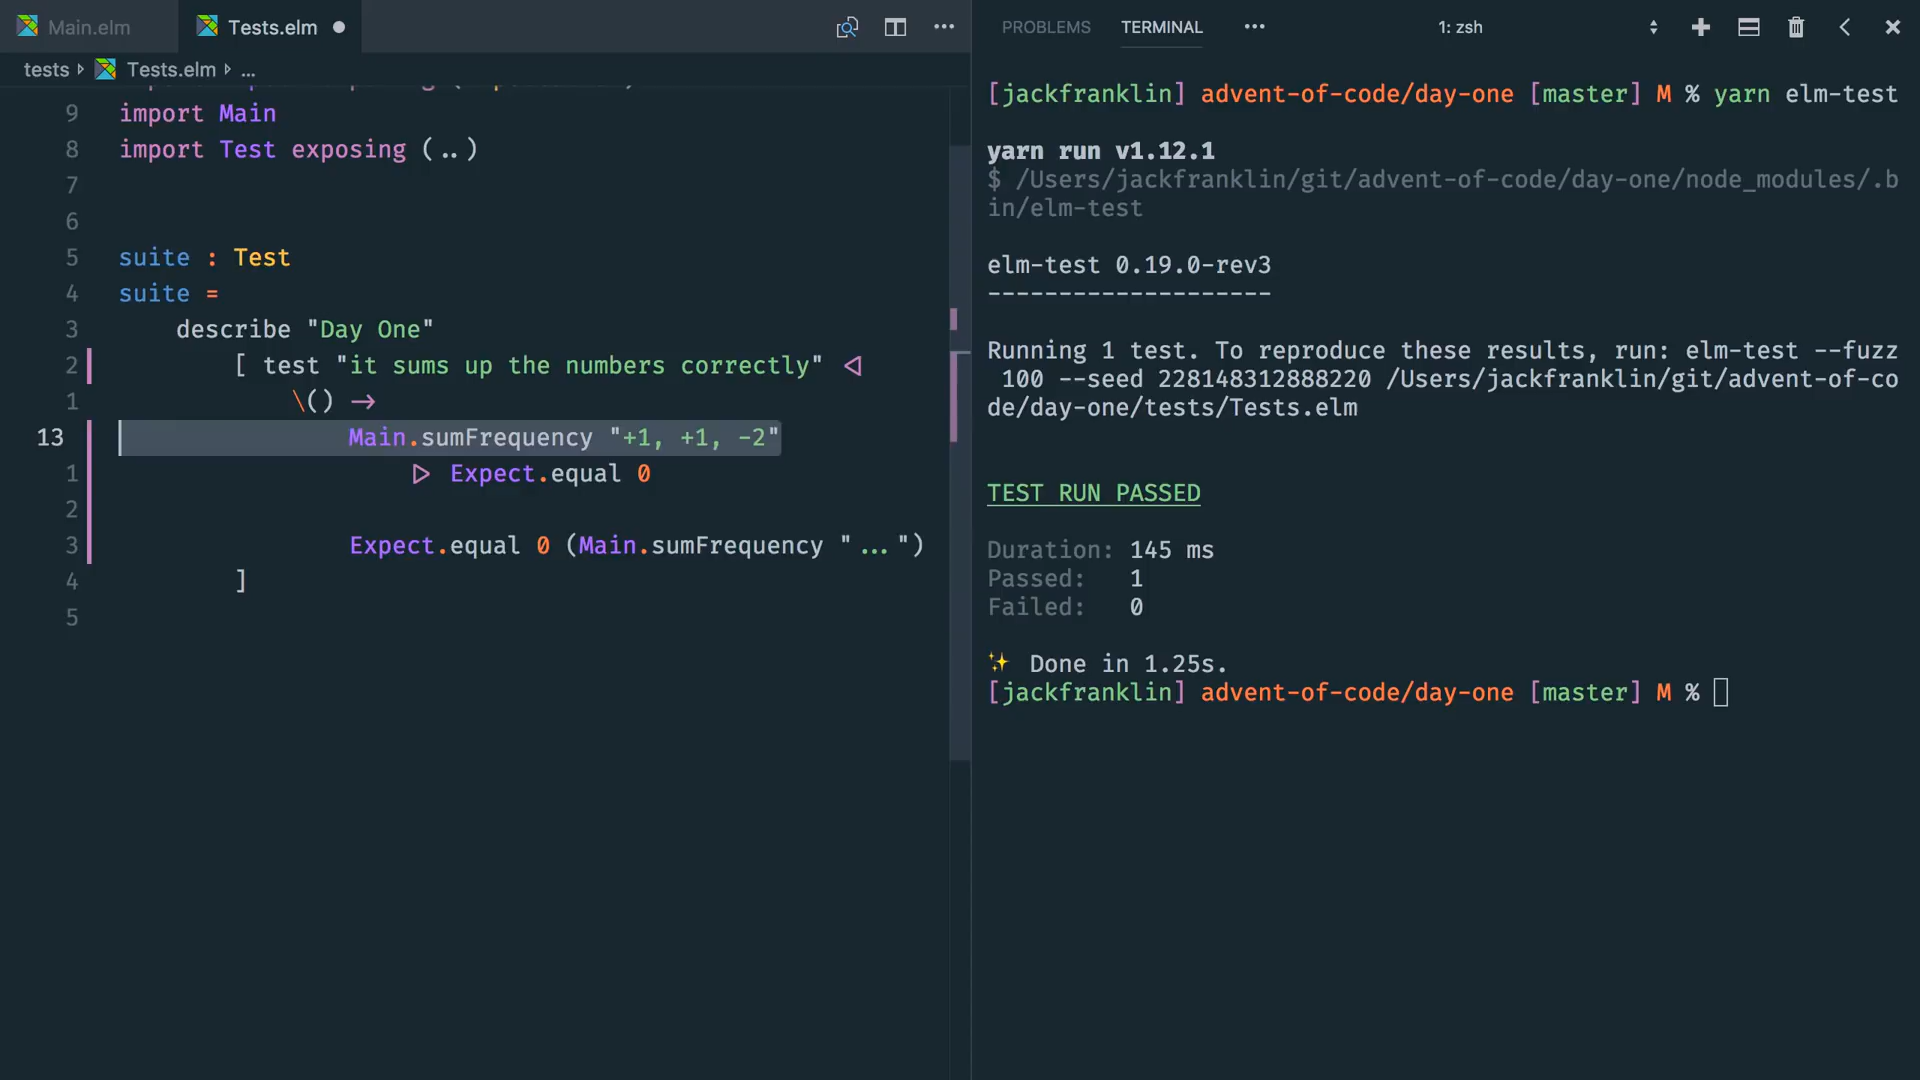 Main.elm
Tests.elm
tests
Tests.elm
...
9 import Main
8 import Test exposing (..)
7
6
5 suite : Test
4 suite =
3 describe "Day One"
2 [ test "it sums up the numbers correctly" <|
1 \() ->
13 Main.sumFrequency "+1, +1, -2"
1 |> Expect.equal 0
2
3 Expect.equal 0 (Main.sumFrequency "...")
4 ]
5
PROBLEMS
TERMINAL
1: zsh
[jackfranklin] advent-of-code/day-one [master] M % yarn elm-test
yarn run v1.12.1
$ /Users/jackfranklin/git/advent-of-code/day-one/node_modules/.b
in/elm-test
elm-test 0.19.0-rev3
--------------------
Running 1 test. To reproduce these results, run: elm-test --fuzz
100 --seed 228148312888220 /Users/jackfranklin/git/advent-of-co
de/day-one/tests/Tests.elm
TEST RUN PASSED
Duration: 145 ms
Passed: 1
Failed: 0
✨ Done in 1.25s.
[jackfranklin] advent-of-code/day-one [master] M %